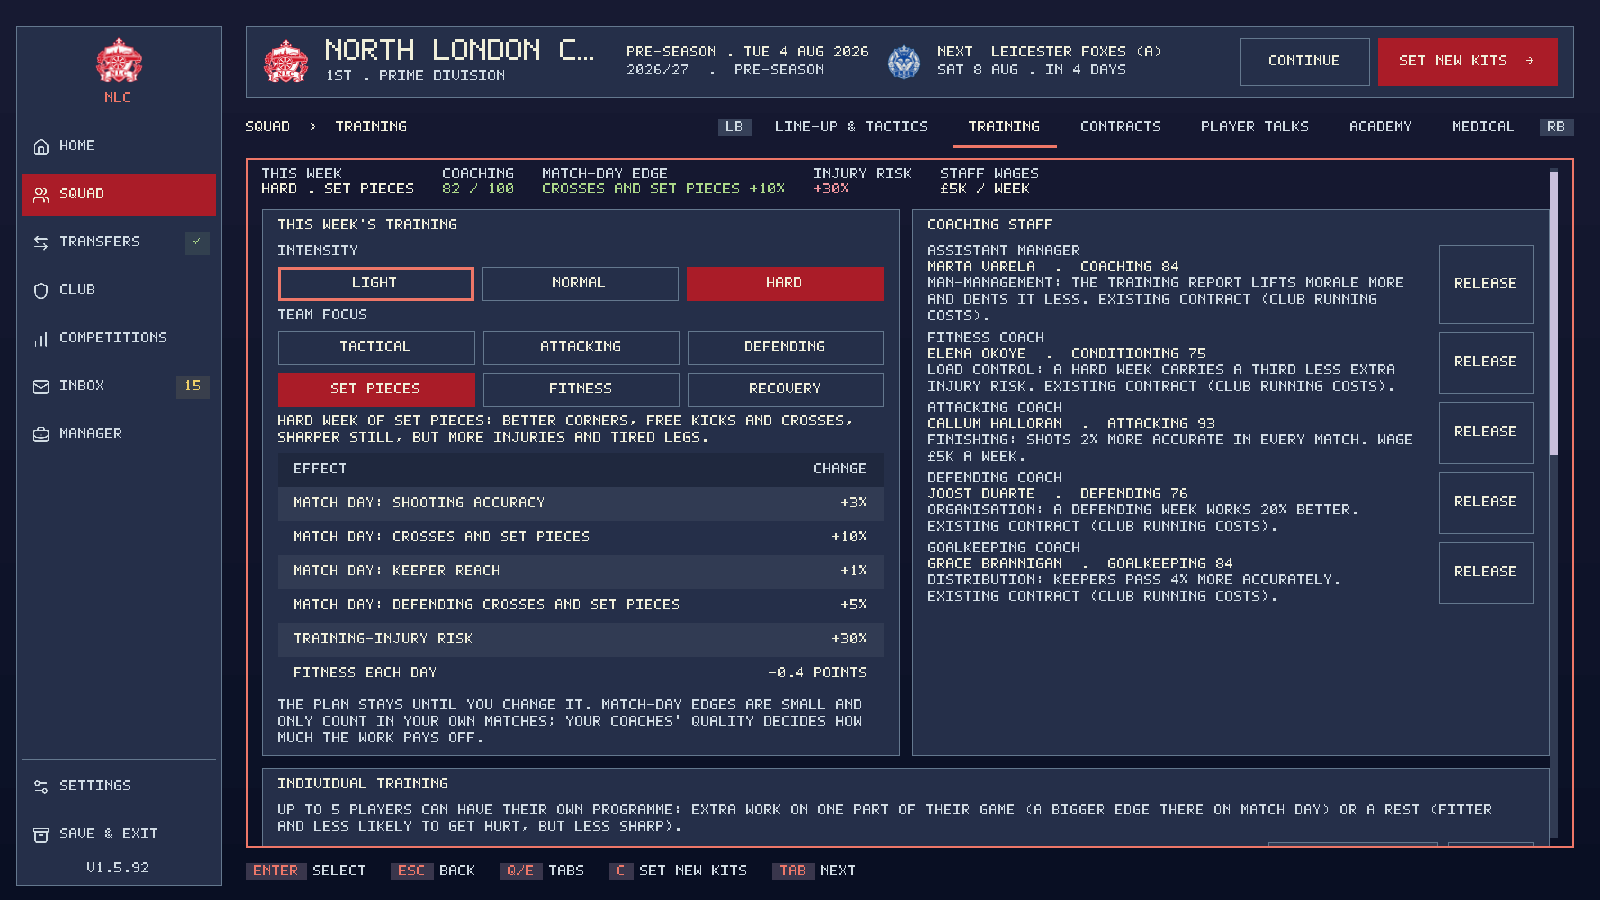 NLC
HOME
SQUAD
TRANSFERS
CLUB
COMPETITIONS
INBOX 15
MANAGER
SETTINGS
SAVE & EXIT
V1.5.92
NORTH LONDON C...
1ST . PRIME DIVISION
PRE-SEASON . TUE 4 AUG 2026
2026/27 . PRE-SEASON
NEXT LEICESTER FOXES (A)
SAT 8 AUG . IN 4 DAYS
CONTINUE
SET NEW KITS →
SQUAD › TRAINING
LB LINE-UP & TACTICS TRAINING CONTRACTS PLAYER TALKS ACADEMY MEDICAL RB
THIS WEEK COACHING MATCH-DAY EDGE INJURY RISK STAFF WAGES
HARD . SET PIECES 82 / 100 CROSSES AND SET PIECES +10% +30% £5K / WEEK
THIS WEEK'S TRAINING
INTENSITY
LIGHT NORMAL HARD
TEAM FOCUS
TACTICAL ATTACKING DEFENDING
SET PIECES FITNESS RECOVERY
HARD WEEK OF SET PIECES: BETTER CORNERS, FREE KICKS AND CROSSES,
SHARPER STILL, BUT MORE INJURIES AND TIRED LEGS.
EFFECT CHANGE
MATCH DAY: SHOOTING ACCURACY +3%
MATCH DAY: CROSSES AND SET PIECES +10%
MATCH DAY: KEEPER REACH +1%
MATCH DAY: DEFENDING CROSSES AND SET PIECES +5%
TRAINING-INJURY RISK +30%
FITNESS EACH DAY -0.4 POINTS
THE PLAN STAYS UNTIL YOU CHANGE IT. MATCH-DAY EDGES ARE SMALL AND
ONLY COUNT IN YOUR OWN MATCHES; YOUR COACHES' QUALITY DECIDES HOW
MUCH THE WORK PAYS OFF.
COACHING STAFF
ASSISTANT MANAGER
MARTA VARELA . COACHING 84
MAN-MANAGEMENT: THE TRAINING REPORT LIFTS MORALE MORE
AND DENTS IT LESS. EXISTING CONTRACT (CLUB RUNNING
COSTS).
RELEASE
FITNESS COACH
ELENA OKOYE . CONDITIONING 75
LOAD CONTROL: A HARD WEEK CARRIES A THIRD LESS EXTRA
INJURY RISK. EXISTING CONTRACT (CLUB RUNNING COSTS).
RELEASE
ATTACKING COACH
CALLUM HALLORAN . ATTACKING 93
FINISHING: SHOTS 2% MORE ACCURATE IN EVERY MATCH. WAGE
£5K A WEEK.
RELEASE
DEFENDING COACH
JOOST DUARTE . DEFENDING 76
ORGANISATION: A DEFENDING WEEK WORKS 20% BETTER.
EXISTING CONTRACT (CLUB RUNNING COSTS).
RELEASE
GOALKEEPING COACH
GRACE BRANNIGAN . GOALKEEPING 84
DISTRIBUTION: KEEPERS PASS 4% MORE ACCURATELY.
EXISTING CONTRACT (CLUB RUNNING COSTS).
RELEASE
INDIVIDUAL TRAINING
UP TO 5 PLAYERS CAN HAVE THEIR OWN PROGRAMME: EXTRA WORK ON ONE PART OF THEIR GAME (A BIGGER EDGE THERE ON MATCH DAY) OR A REST (FITTER
AND LESS LIKELY TO GET HURT, BUT LESS SHARP).
ENTER SELECT ESC BACK Q/E TABS C SET NEW KITS TAB NEXT